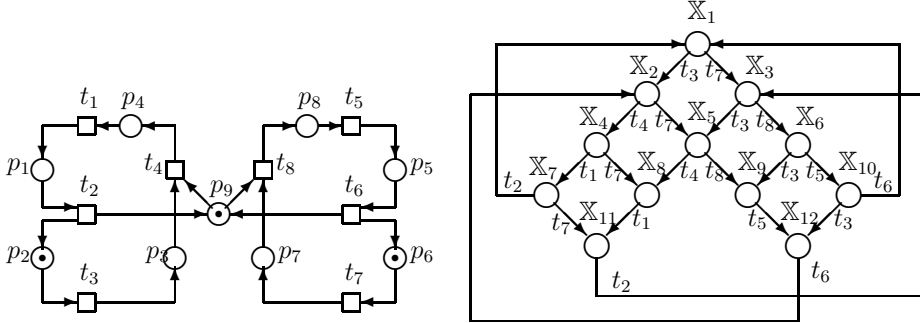 𝕏₁
t₃ t₇
𝕏₂ 𝕏₃
t₁ p₄ p₈ t₅
t₄ t₇ t₃ t₈
𝕏₄ 𝕏₅ 𝕏₆
p₁ t₄ t₈ p₅
t₁ t₇ t₄ t₈ t₃ t₅
𝕏₇ 𝕏₈ 𝕏₉ 𝕏₁₀
t₂ p₉ t₆
t₂ t₆
t₇ t₁ t₅ t₃
𝕏₁₁ 𝕏₁₂
p₂ p₃ p₇ p₆
t₃ t₇
t₂ t₆